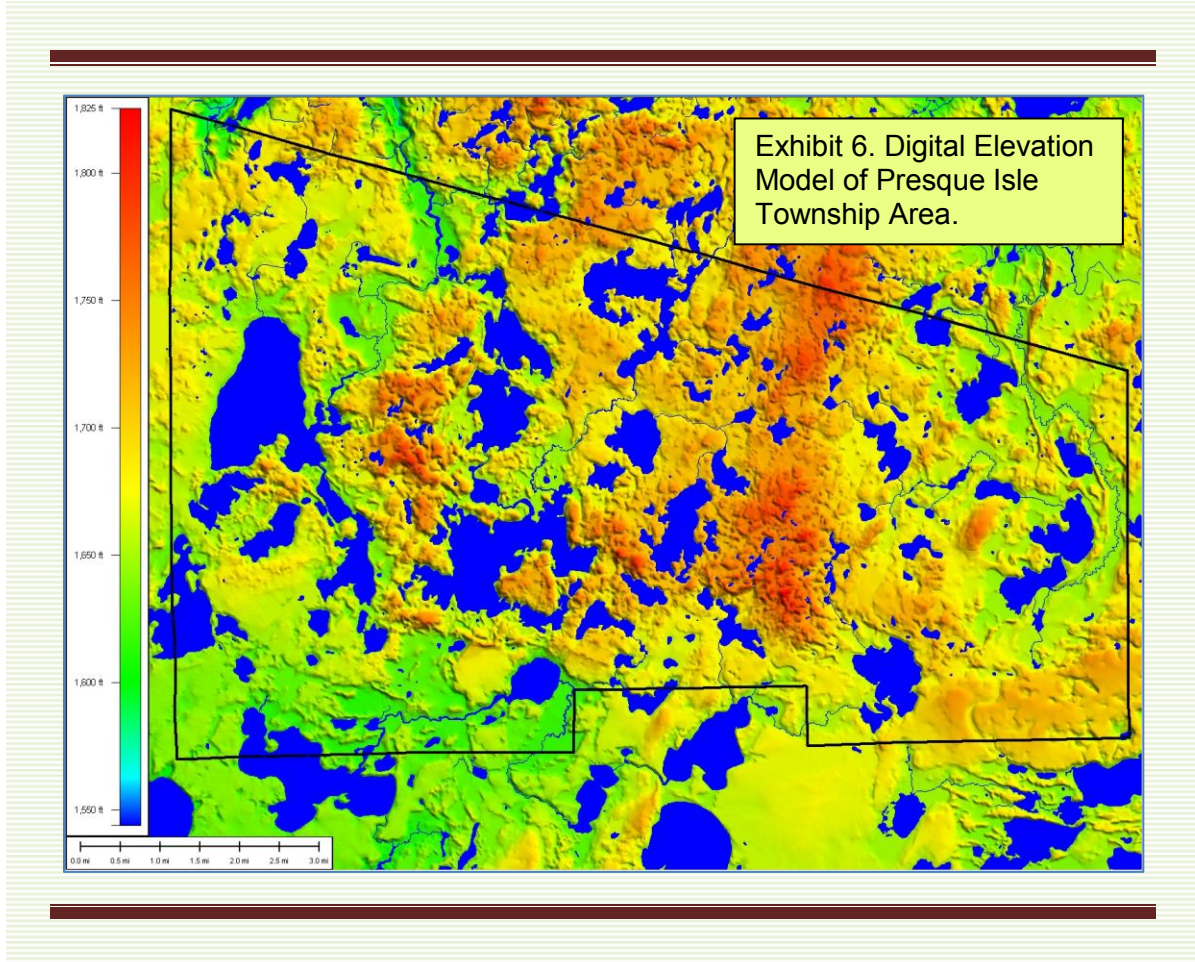 Exhibit 6. Digital Elevation
Model of Presque Isle
Township Area.
1,825 ft
1,800 ft
1,750 ft
1,700 ft
1,650 ft
1,600 ft
1,550 ft
0.0 mi 0.5 mi 1.0 mi 1.5 mi 2.0 mi 2.5 mi 3.0 mi